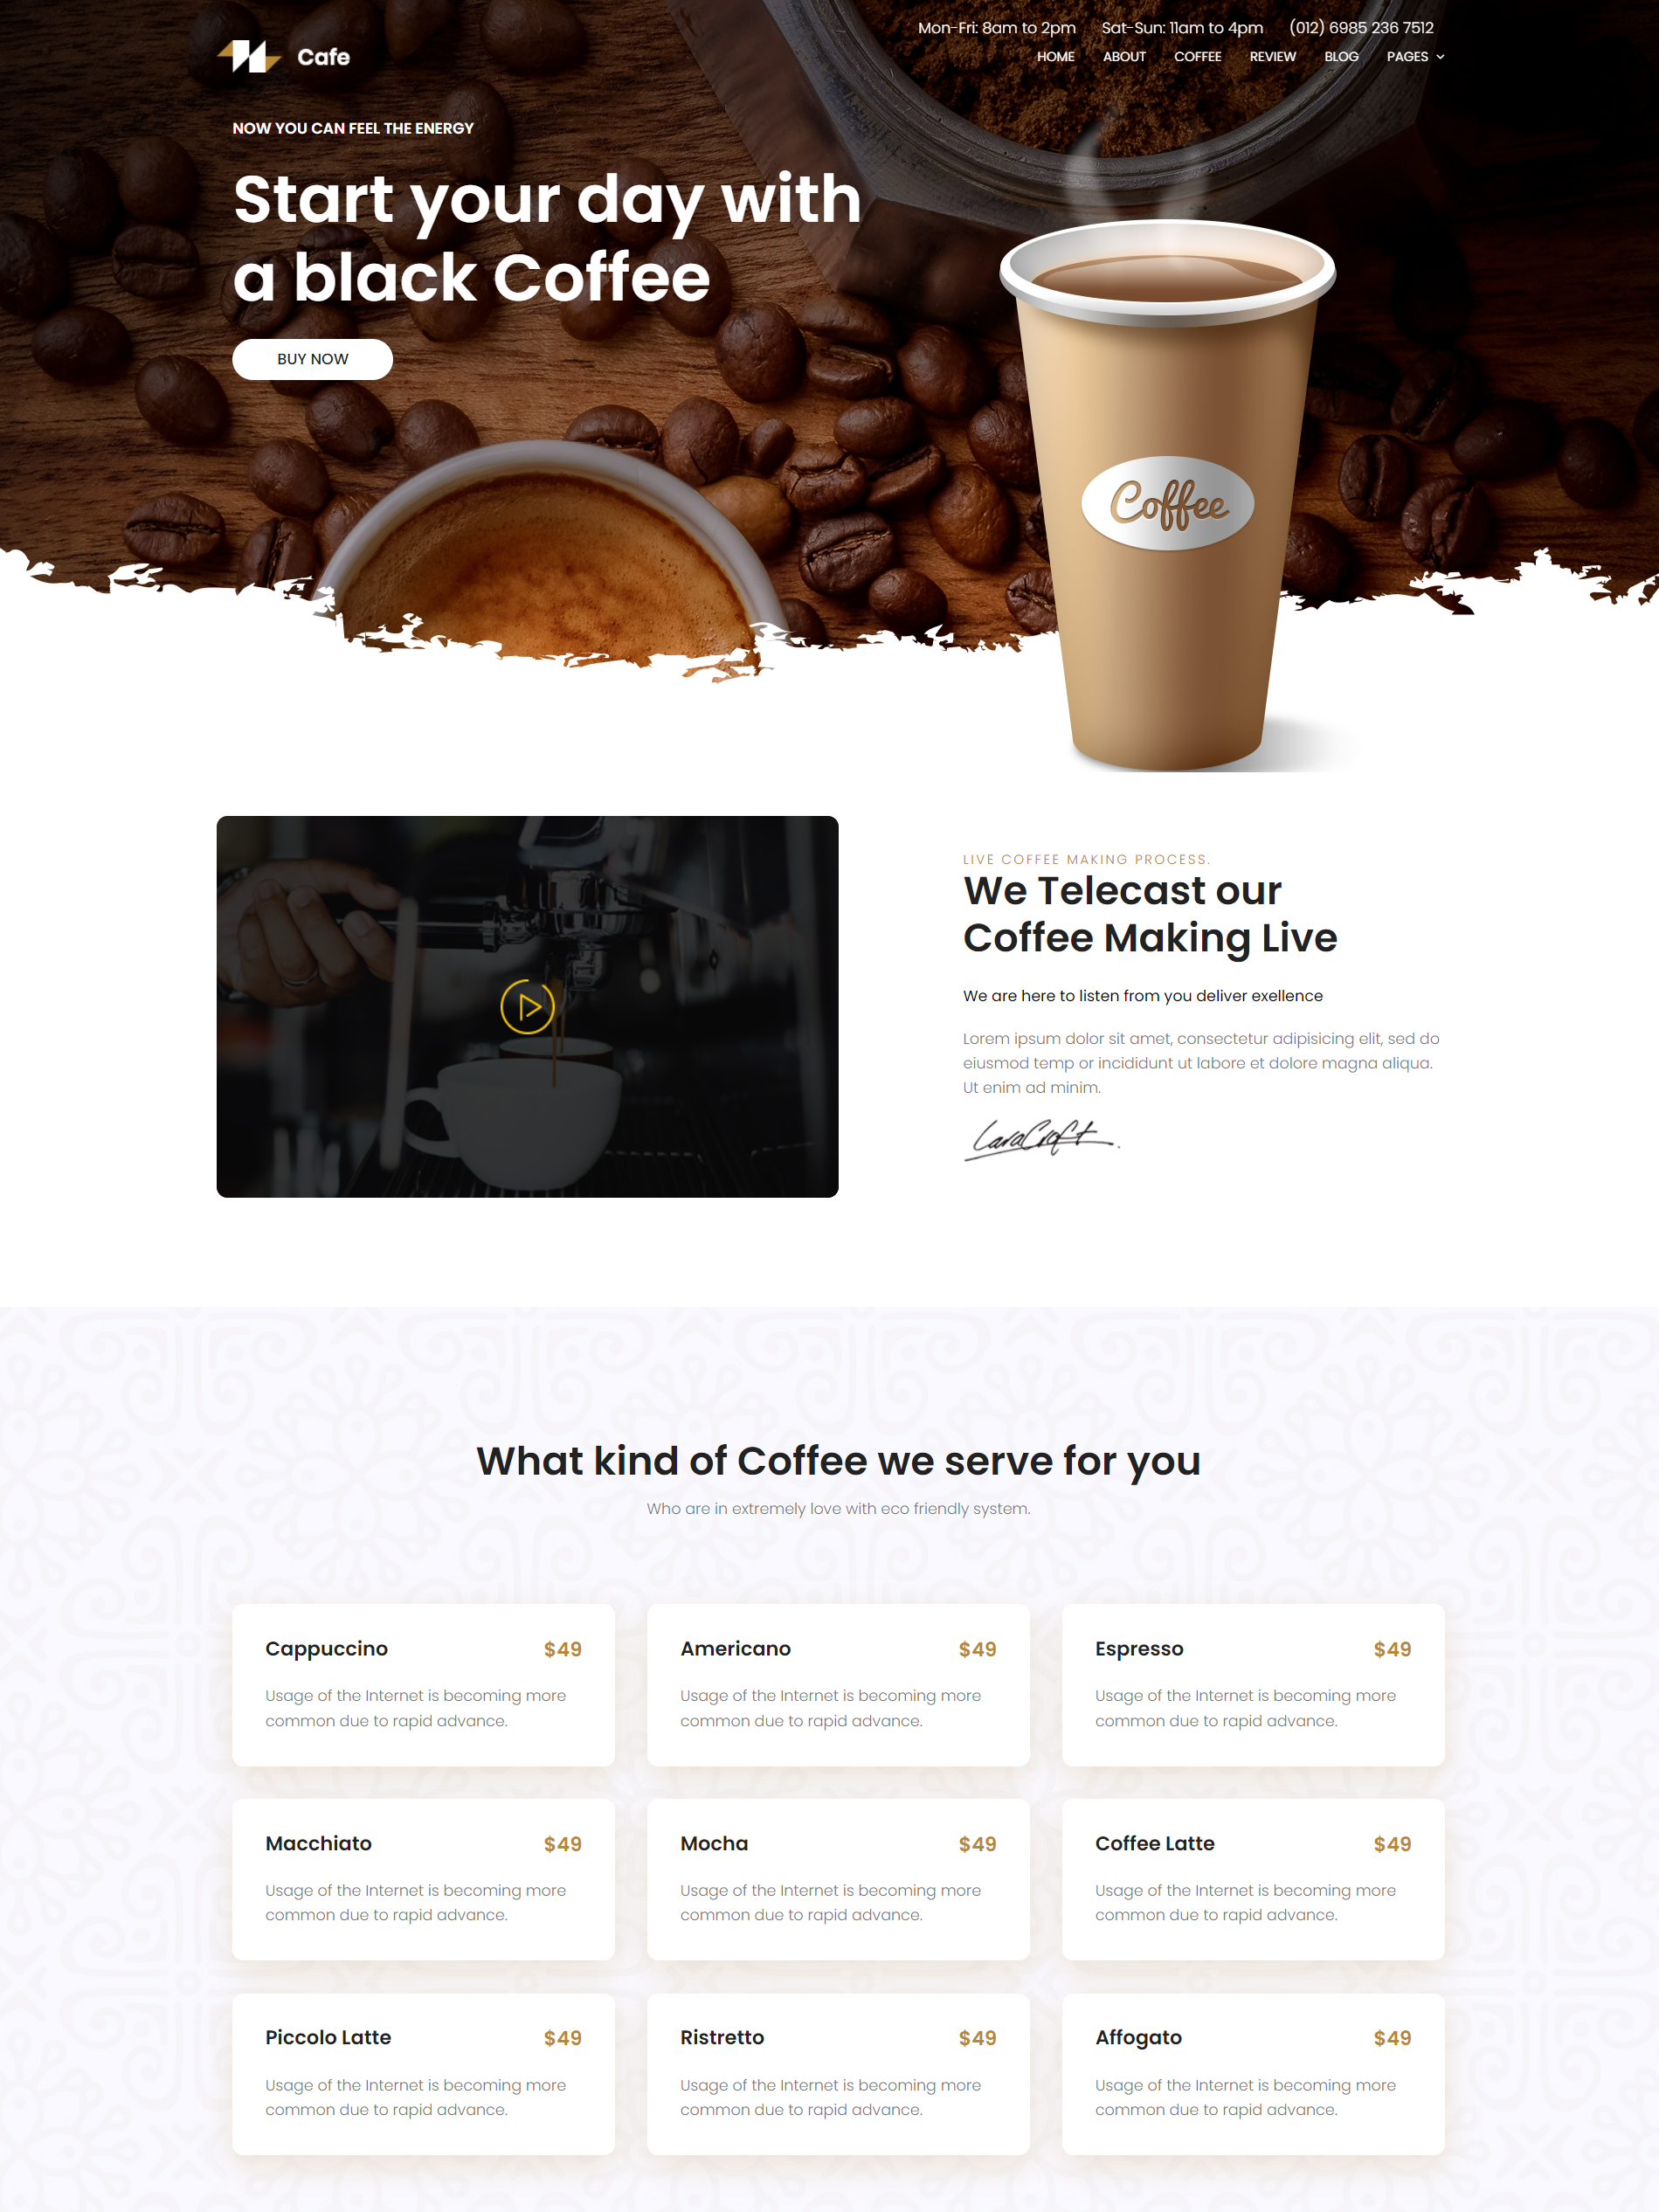 Mon-Fri: 8am to 2pm Sat-Sun: 11am to 4pm (012) 6985 236 7512
Cafe
HOME ABOUT COFFEE REVIEW BLOG PAGES
NOW YOU CAN FEEL THE ENERGY
Start your day with
a black Coffee
BUY NOW
Coffee
LIVE COFFEE MAKING PROCESS.
We Telecast our
Coffee Making Live
We are here to listen from you deliver exellence
Lorem ipsum dolor sit amet, consectetur adipisicing elit, sed do
eiusmod temp or incididunt ut labore et dolore magna aliqua.
Ut enim ad minim.
LaraCroft
What kind of Coffee we serve for you
Who are in extremely love with eco friendly system.
Cappuccino $49
Usage of the Internet is becoming more
common due to rapid advance.
Americano $49
Usage of the Internet is becoming more
common due to rapid advance.
Espresso $49
Usage of the Internet is becoming more
common due to rapid advance.
Macchiato $49
Usage of the Internet is becoming more
common due to rapid advance.
Mocha $49
Usage of the Internet is becoming more
common due to rapid advance.
Coffee Latte $49
Usage of the Internet is becoming more
common due to rapid advance.
Piccolo Latte $49
Usage of the Internet is becoming more
common due to rapid advance.
Ristretto $49
Usage of the Internet is becoming more
common due to rapid advance.
Affogato $49
Usage of the Internet is becoming more
common due to rapid advance.